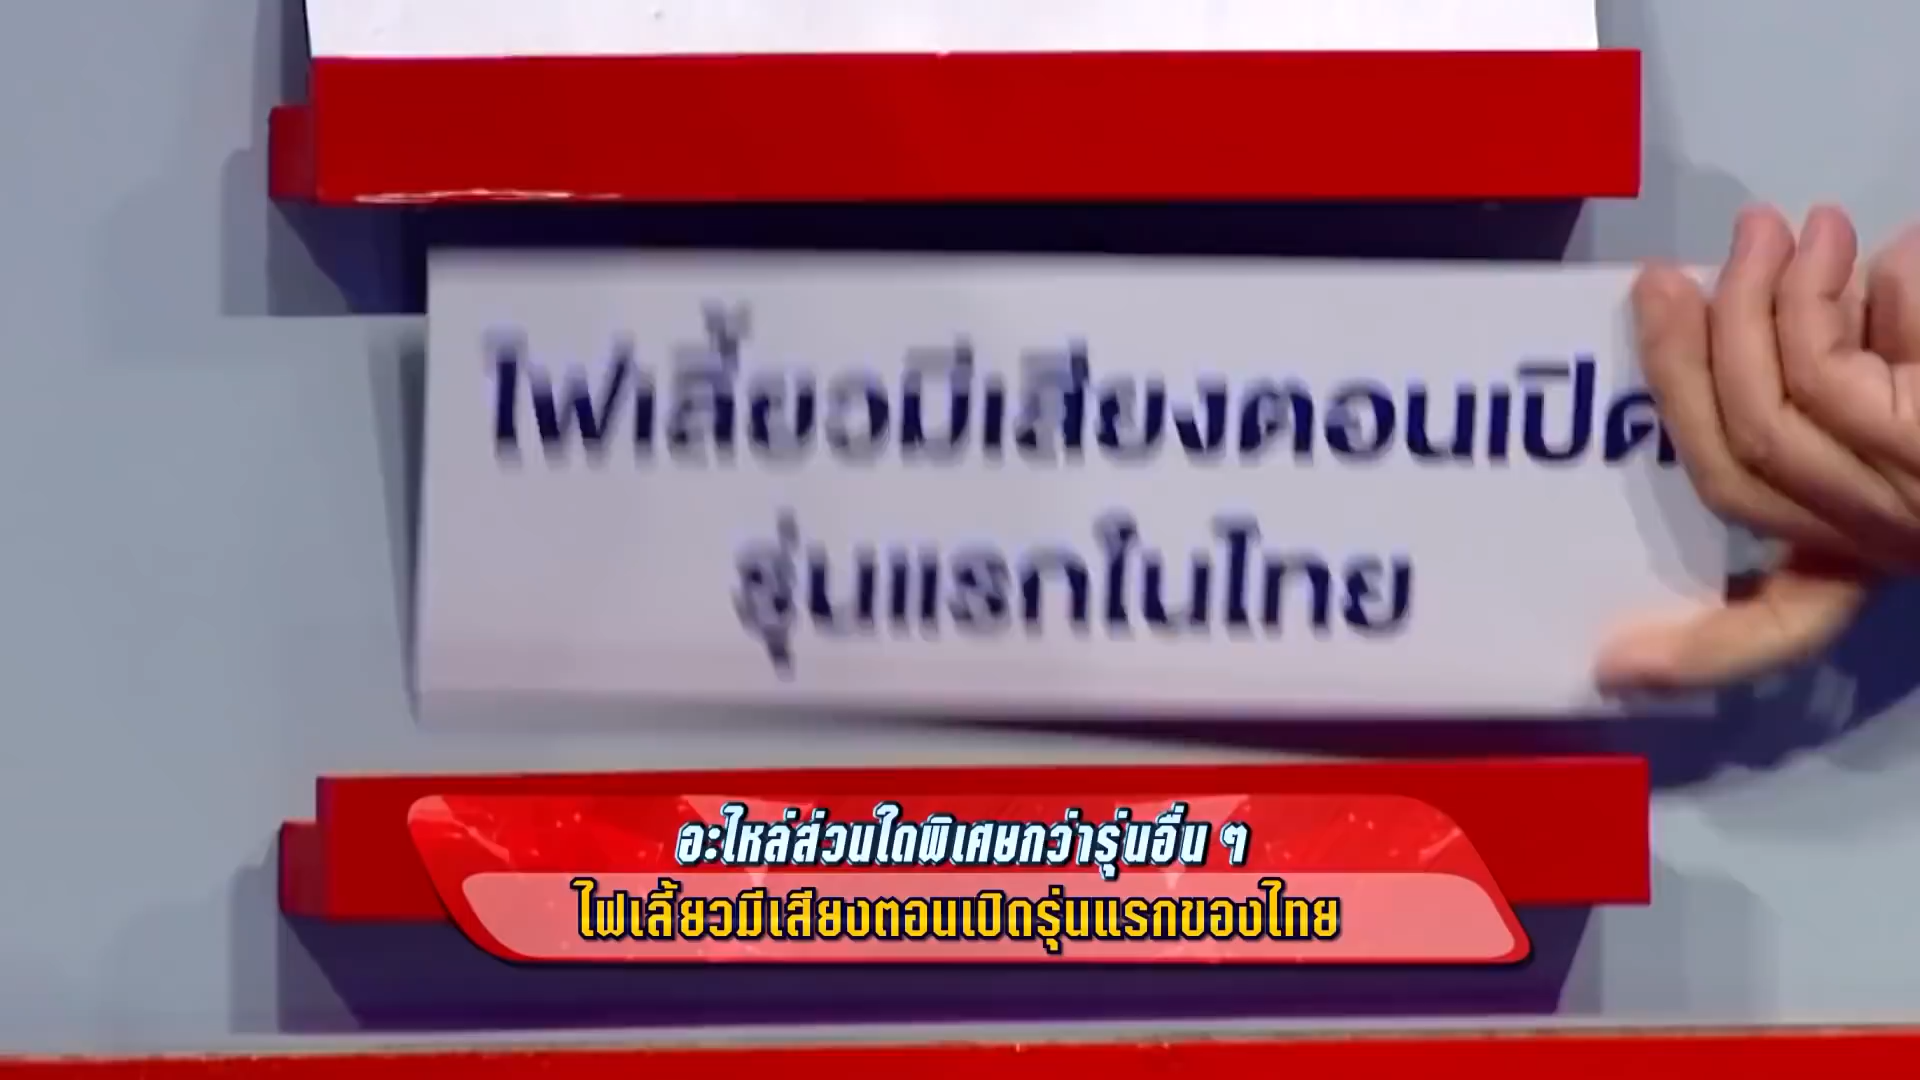 ไฟเลี้ยวมีเสียงตอนเปิด
รุ่นแรกในไทย
อะไหล่ส่วนใดพิเศษกว่ารุ่นอื่น ๆ
ไฟเลี้ยวมีเสียงตอนเปิดรุ่นแรกของไทย